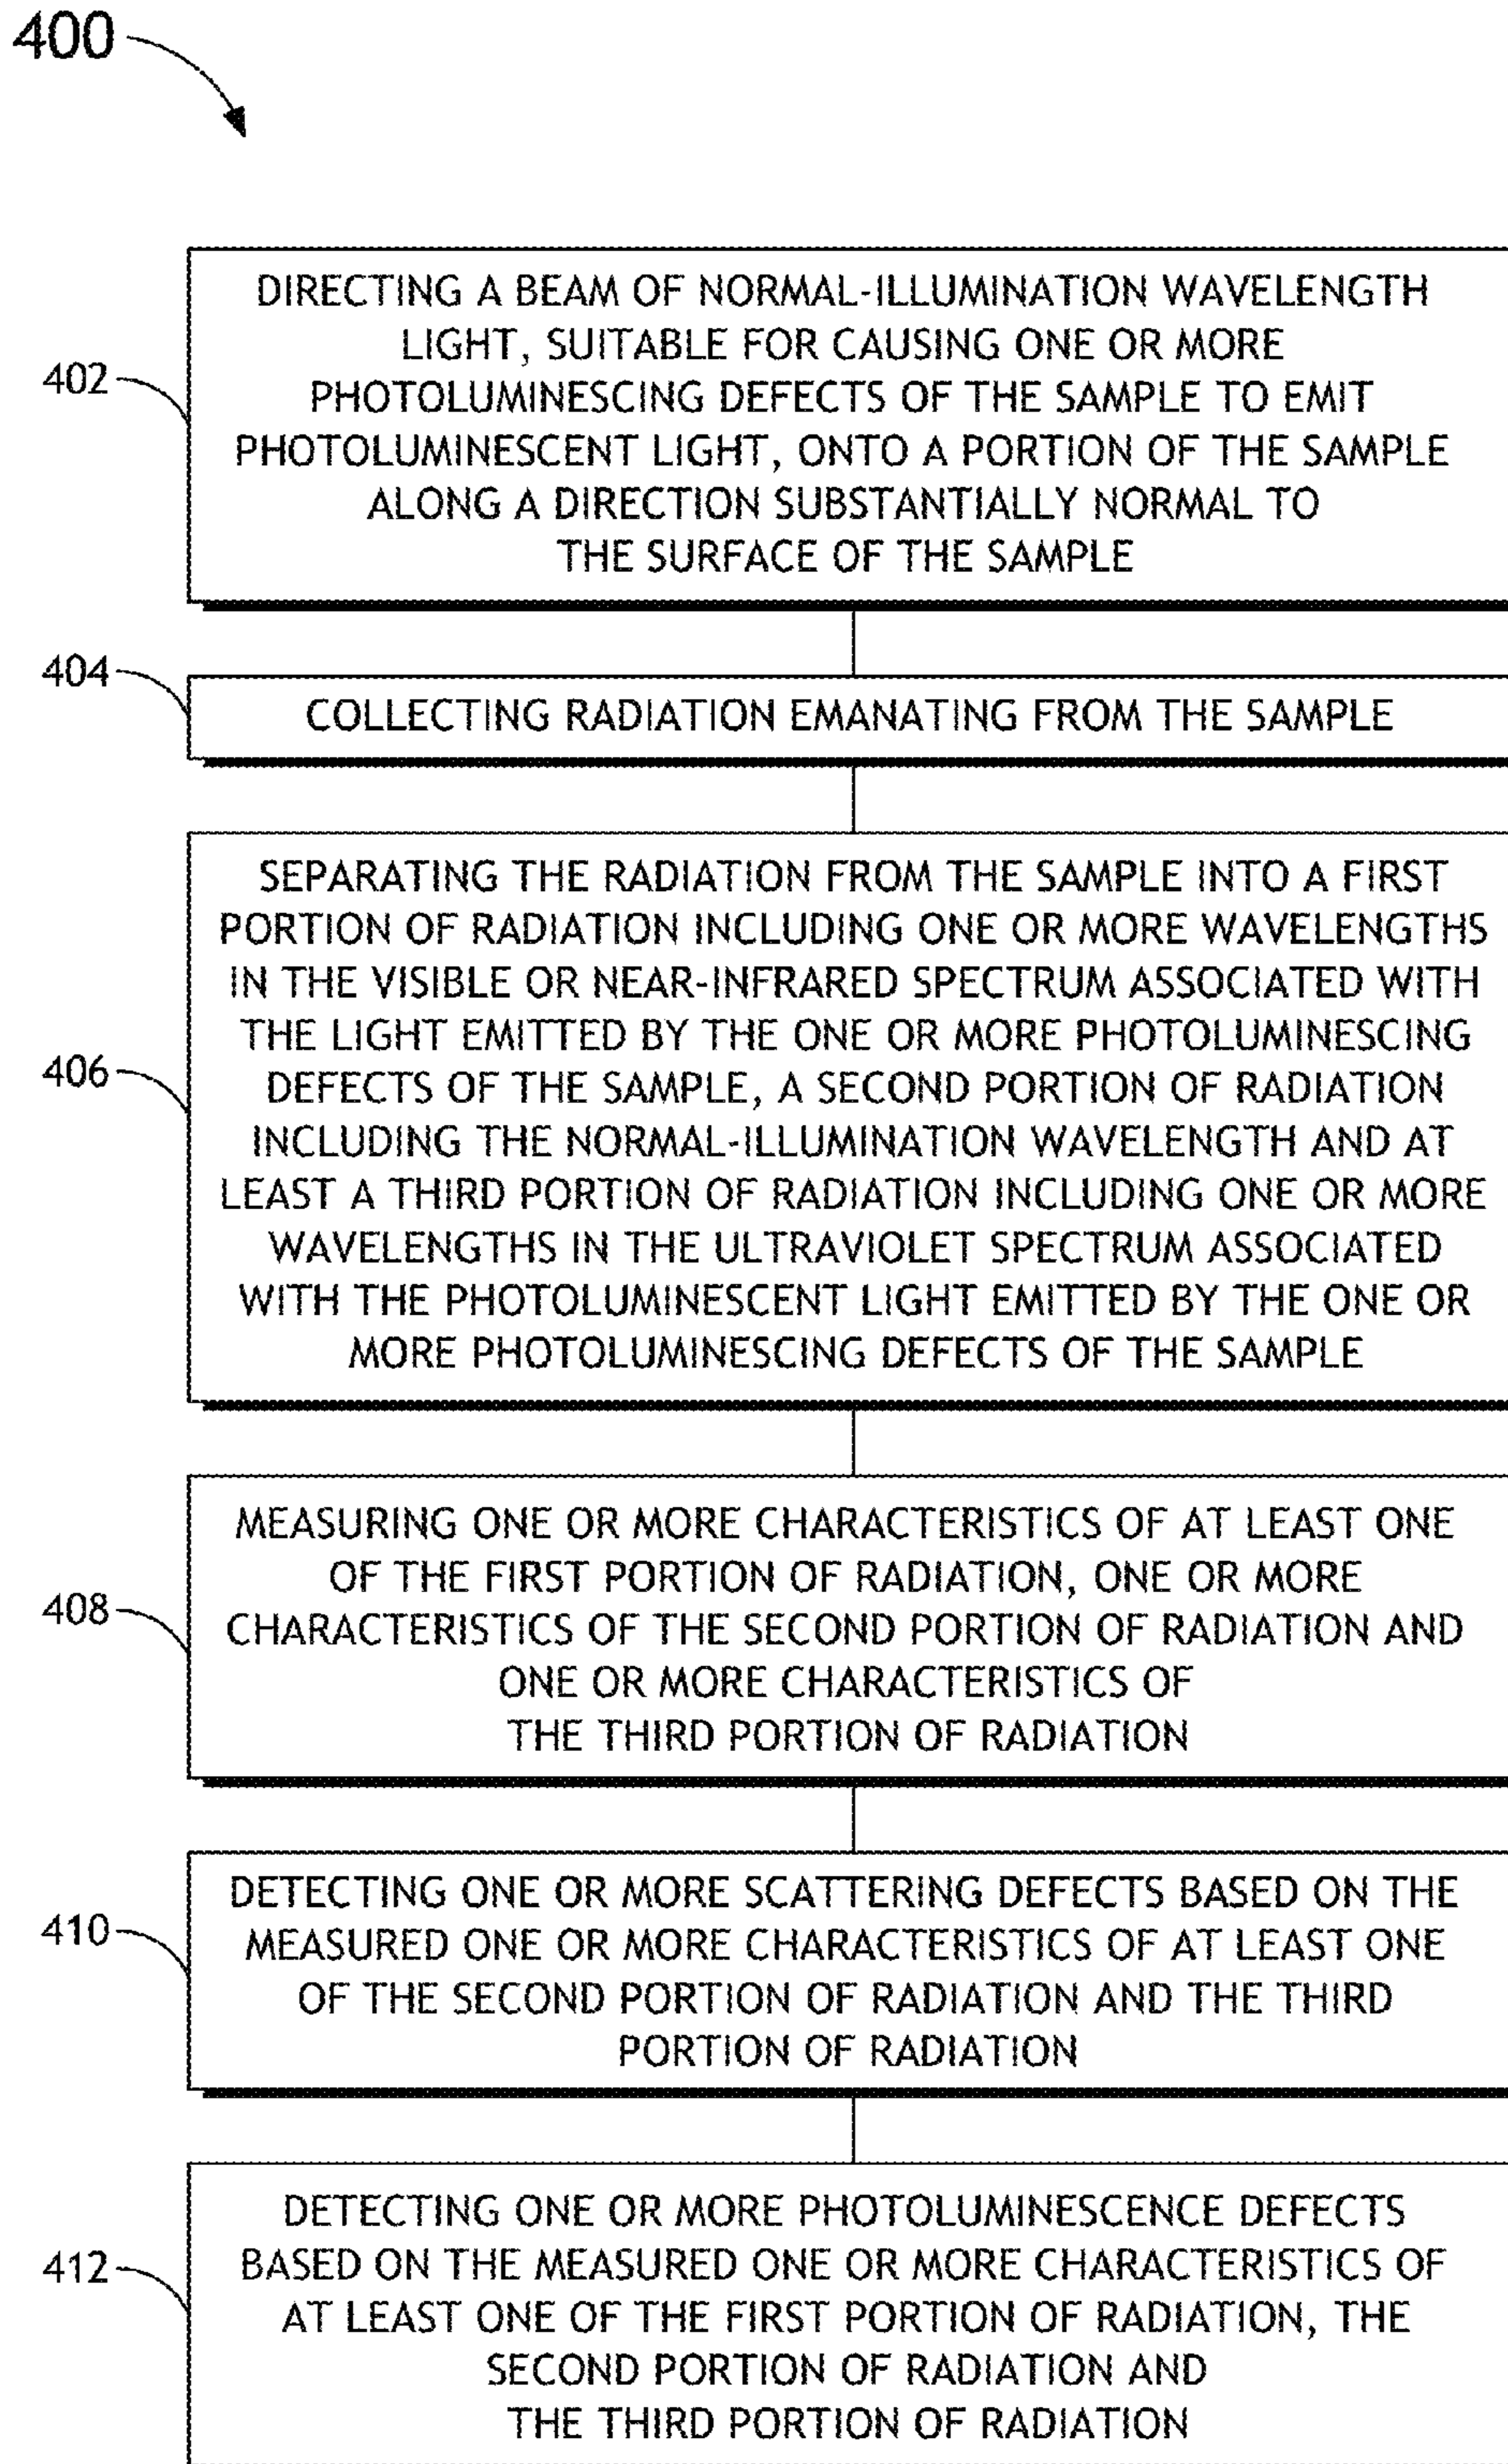 400
402
DIRECTING A BEAM OF NORMAL-ILLUMINATION WAVELENGTH
LIGHT, SUITABLE FOR CAUSING ONE OR MORE
PHOTOLUMINESCING DEFECTS OF THE SAMPLE TO EMIT
PHOTOLUMINESCENT LIGHT, ONTO A PORTION OF THE SAMPLE
ALONG A DIRECTION SUBSTANTIALLY NORMAL TO
THE SURFACE OF THE SAMPLE
404
COLLECTING RADIATION EMANATING FROM THE SAMPLE
406
SEPARATING THE RADIATION FROM THE SAMPLE INTO A FIRST
PORTION OF RADIATION INCLUDING ONE OR MORE WAVELENGTHS
IN THE VISIBLE OR NEAR-INFRARED SPECTRUM ASSOCIATED WITH
THE LIGHT EMITTED BY THE ONE OR MORE PHOTOLUMINESCING
DEFECTS OF THE SAMPLE, A SECOND PORTION OF RADIATION
INCLUDING THE NORMAL-ILLUMINATION WAVELENGTH AND AT
LEAST A THIRD PORTION OF RADIATION INCLUDING ONE OR MORE
WAVELENGTHS IN THE ULTRAVIOLET SPECTRUM ASSOCIATED
WITH THE PHOTOLUMINESCENT LIGHT EMITTED BY THE ONE OR
MORE PHOTOLUMINESCING DEFECTS OF THE SAMPLE
408
MEASURING ONE OR MORE CHARACTERISTICS OF AT LEAST ONE
OF THE FIRST PORTION OF RADIATION, ONE OR MORE
CHARACTERISTICS OF THE SECOND PORTION OF RADIATION AND
ONE OR MORE CHARACTERISTICS OF
THE THIRD PORTION OF RADIATION
410
DETECTING ONE OR MORE SCATTERING DEFECTS BASED ON THE
MEASURED ONE OR MORE CHARACTERISTICS OF AT LEAST ONE
OF THE SECOND PORTION OF RADIATION AND THE THIRD
PORTION OF RADIATION
412
DETECTING ONE OR MORE PHOTOLUMINESCENCE DEFECTS
BASED ON THE MEASURED ONE OR MORE CHARACTERISTICS OF
AT LEAST ONE OF THE FIRST PORTION OF RADIATION, THE
SECOND PORTION OF RADIATION AND
THE THIRD PORTION OF RADIATION